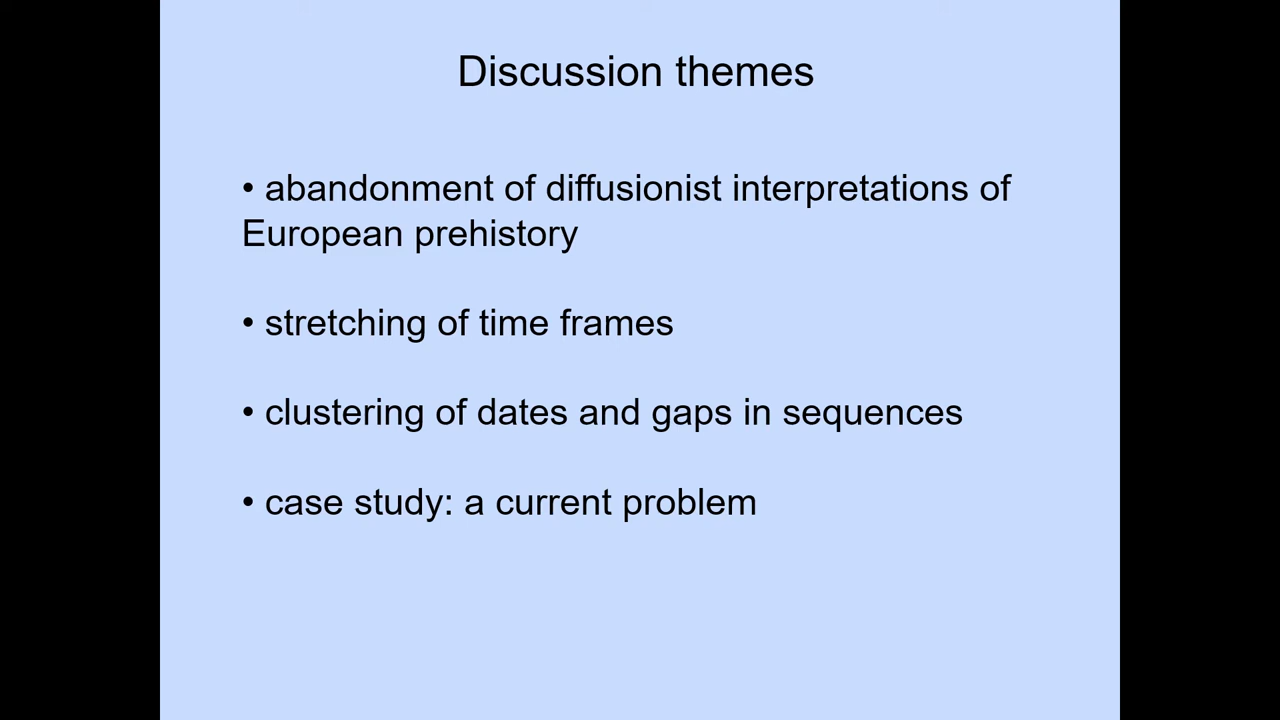 Discussion themes
• abandonment of diffusionist interpretations of
European prehistory
• stretching of time frames
• clustering of dates and gaps in sequences
• case study: a current problem